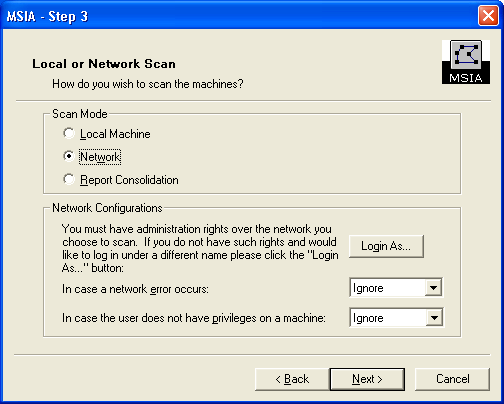 MSIA - Step 3
Local or Network Scan
How do you wish to scan the machines?
MSIA
Scan Mode
Local Machine
Network
Report Consolidation
Network Configurations
You must have administration rights over the network you
choose to scan. If you do not have such rights and would
like to log in under a different name please click the "Login
As..." button:
Login As...
In case a network error occurs:
Ignore
In case the user does not have privileges on a machine:
Ignore
< Back
Next >
Cancel